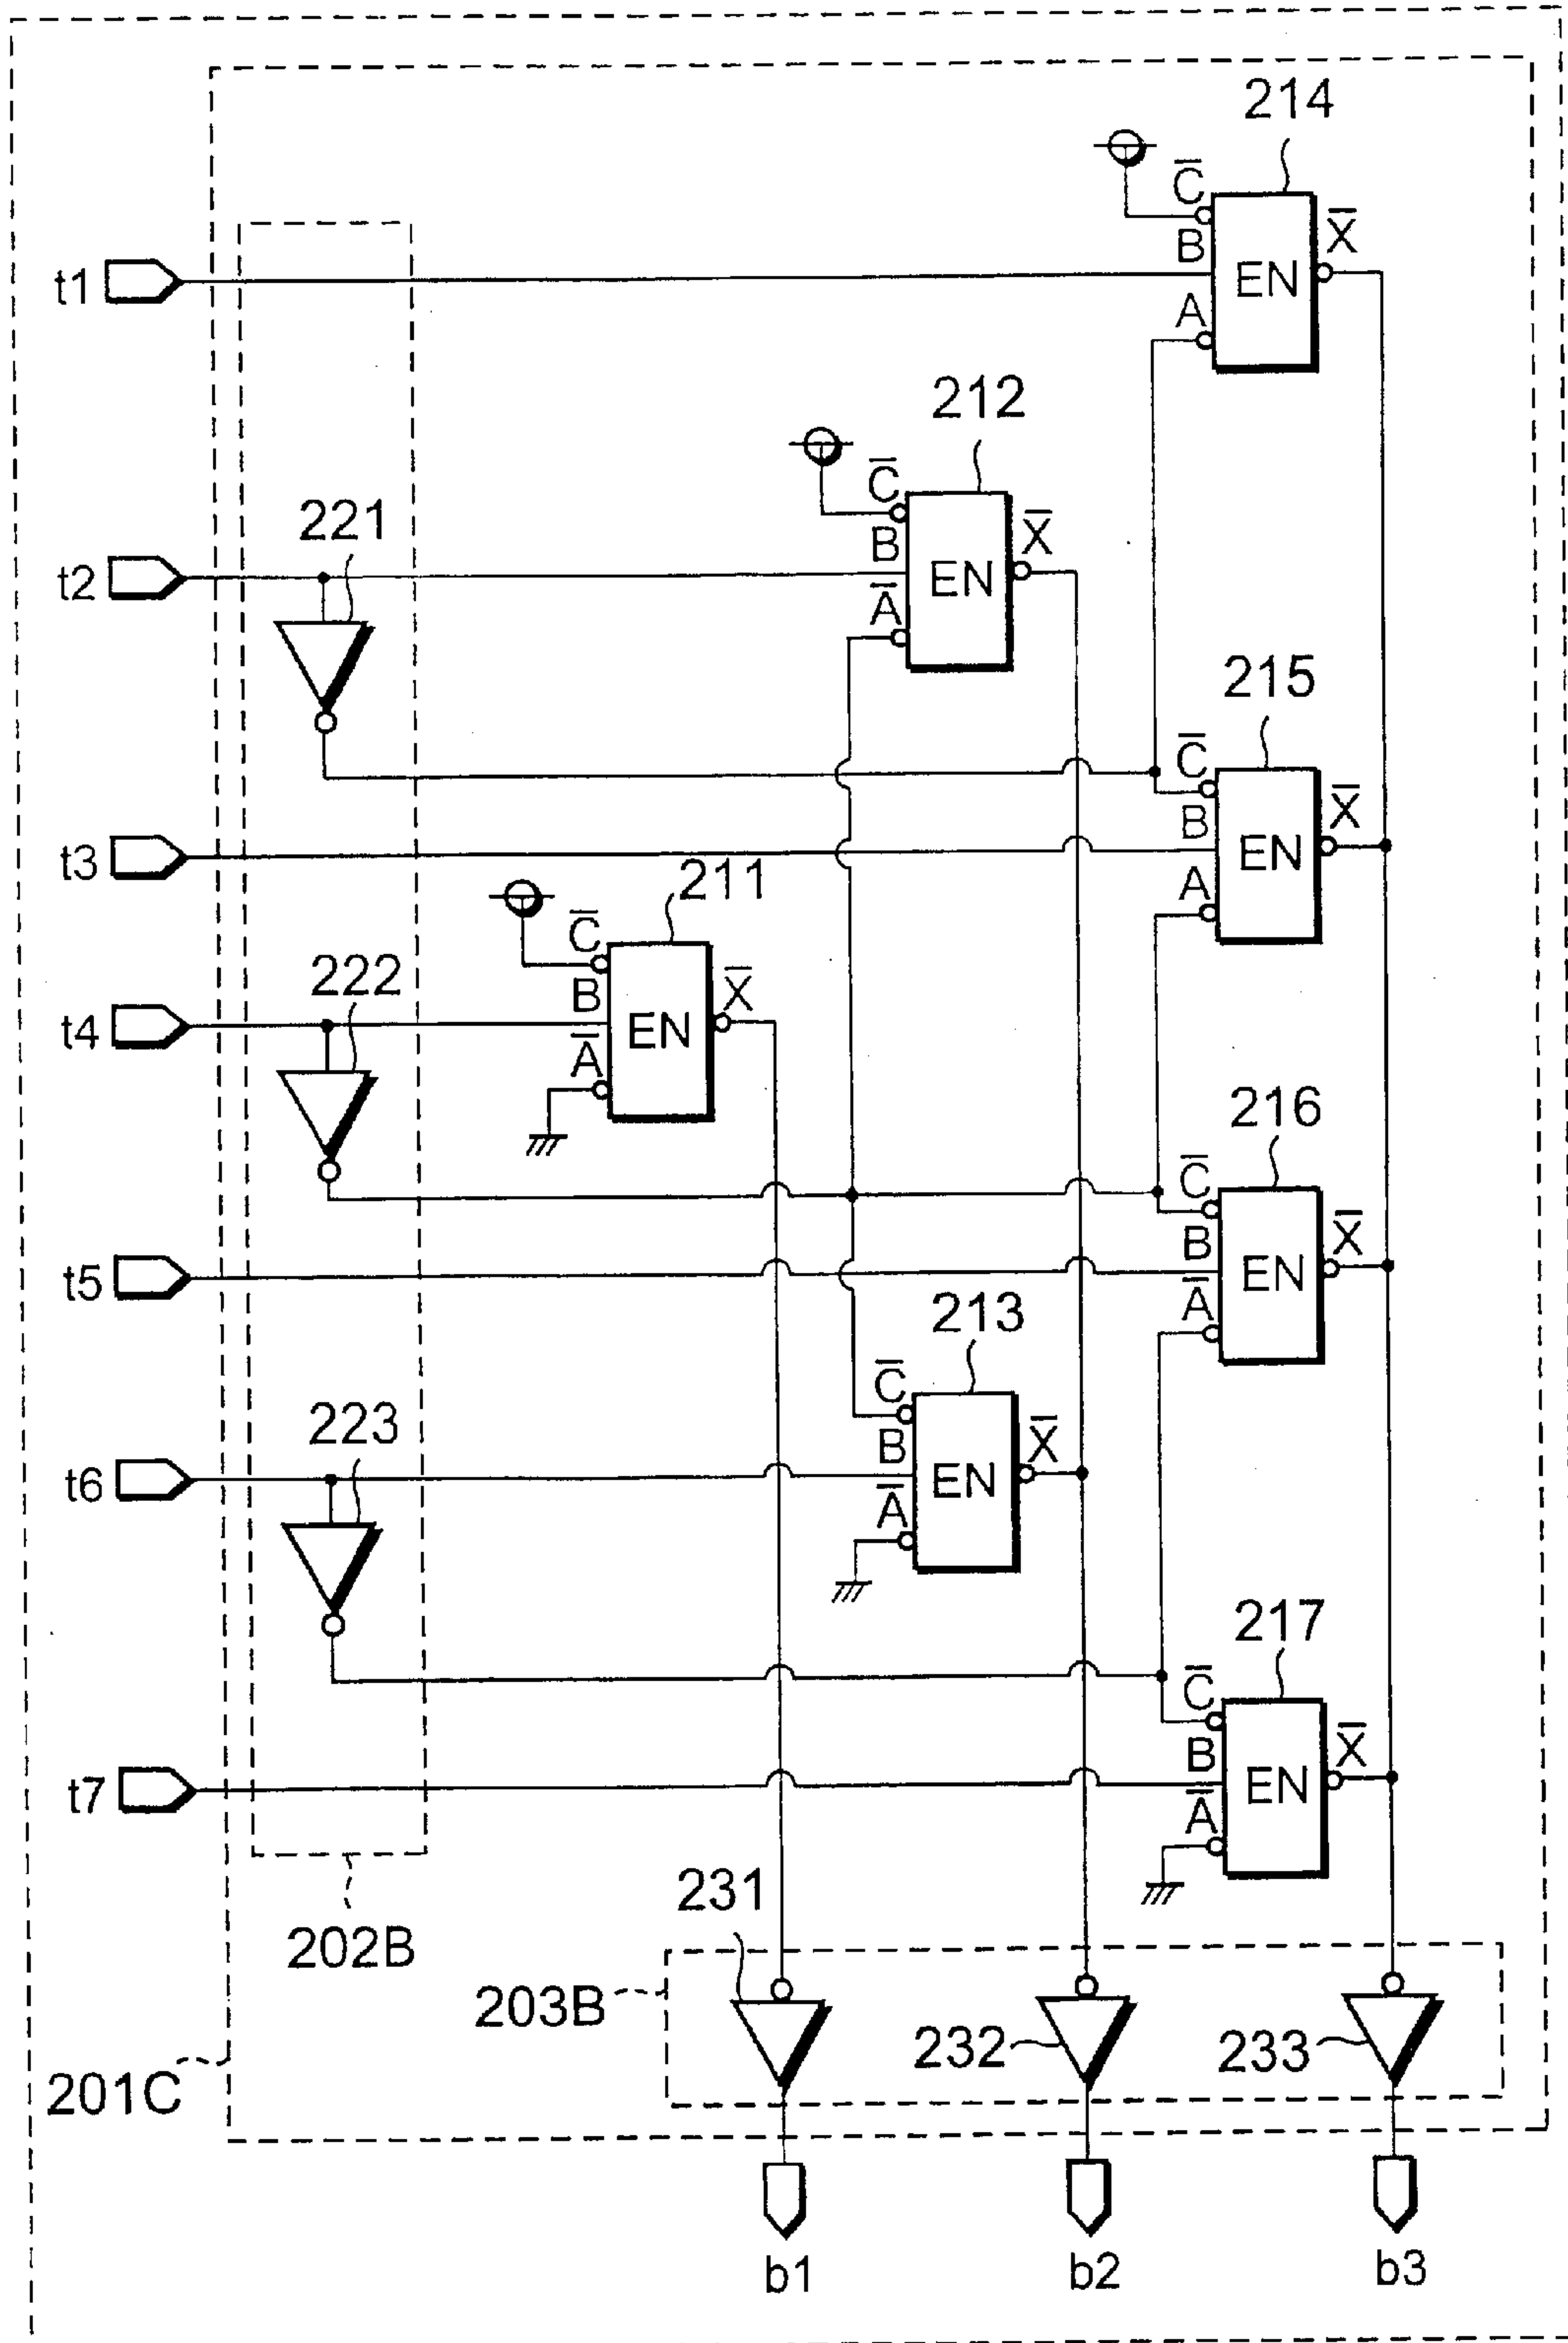 214
C̅
B
A
EN
X̅
t1
212
C̅
B
A̅
EN
X̅
221
t2
215
C̅
B
A
EN
X̅
t3
211
C̅
B
A̅
EN
X̅
222
t4
216
C̅
B
A̅
EN
X̅
t5
213
C̅
B
A̅
EN
X̅
223
t6
217
C̅
B
A̅
EN
X̅
t7
202B
231
203B
232
233
201C
b1
b2
b3